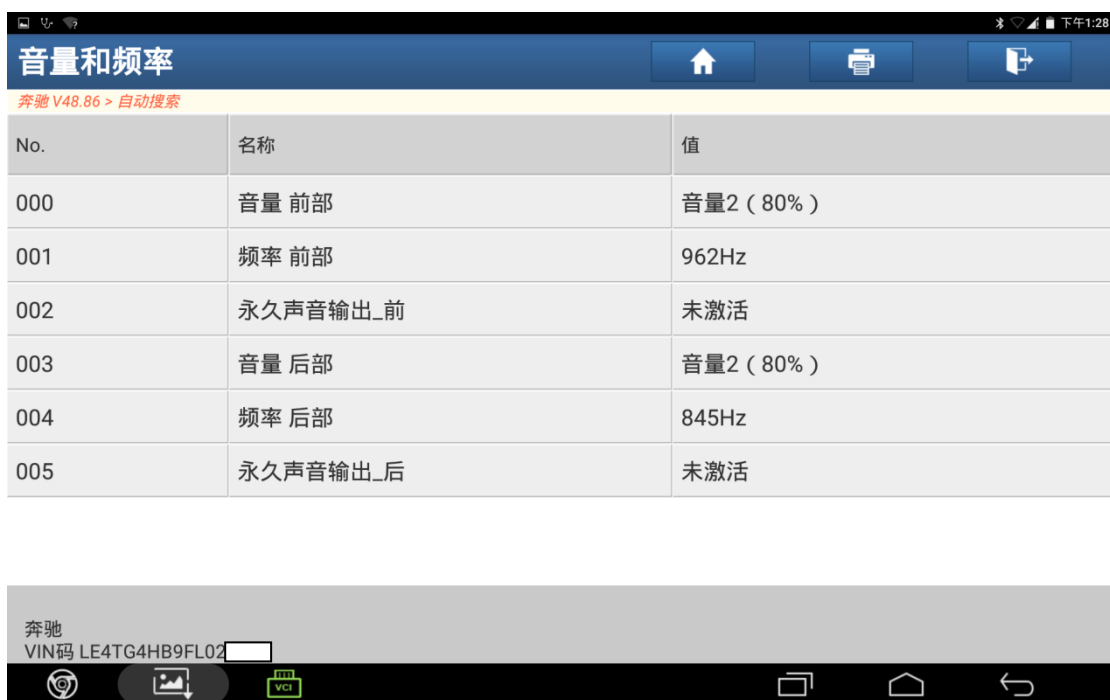 下午1:28
音量和频率
奔驰 V48.86 > 自动搜索
No. 名称 值
000 音量 前部 音量2（80%）
001 频率 前部 962Hz
002 永久声音输出_前 未激活
003 音量 后部 音量2（80%）
004 频率 后部 845Hz
005 永久声音输出_后 未激活
奔驰
VIN码 LE4TG4HB9FL02
VCI